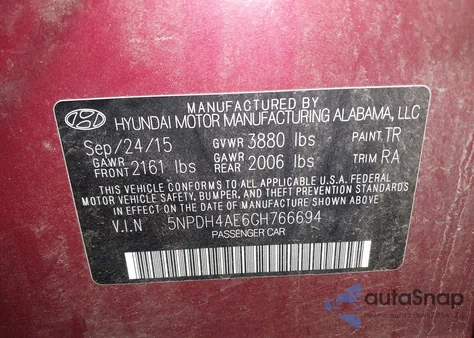 MANUFACTURED BY
HYUNDAI MOTOR MANUFACTURING ALABAMA, LLC
Sep/24/15 GVWR 3880 lbs PAINT TR
GAWR FRONT 2161 lbs GAWR REAR 2006 lbs TRIM RA
THIS VEHICLE CONFORMS TO ALL APPLICABLE U.S.A FEDERAL
MOTOR VEHICLE SAFETY, BUMPER, AND THEFT PREVENTION STANDARDS
IN EFFECT ON THE DATE OF MANUFACTURE SHOWN ABOVE.
V.I.N 5NPDH4AE6GH766694
PASSENGER CAR
autoSnap